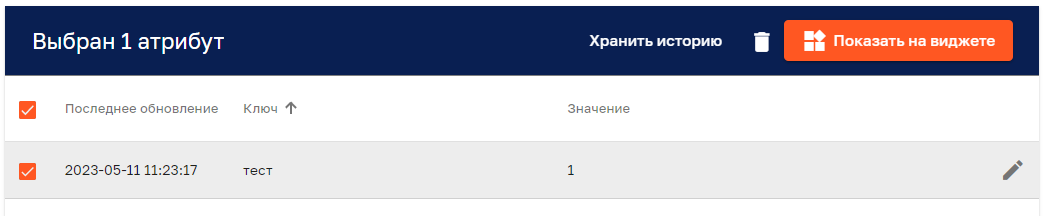 Выбран 1 атрибут Хранить историю Показать на виджете
Последнее обновление Ключ Значение
2023-05-11 11:23:17 тест 1